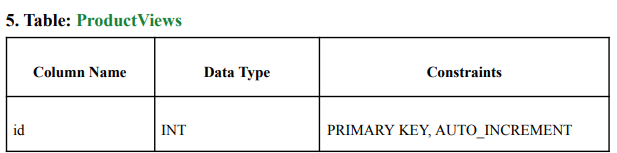 5. Table: ProductViews
Column Name Data Type Constraints
id INT PRIMARY KEY, AUTO_INCREMENT